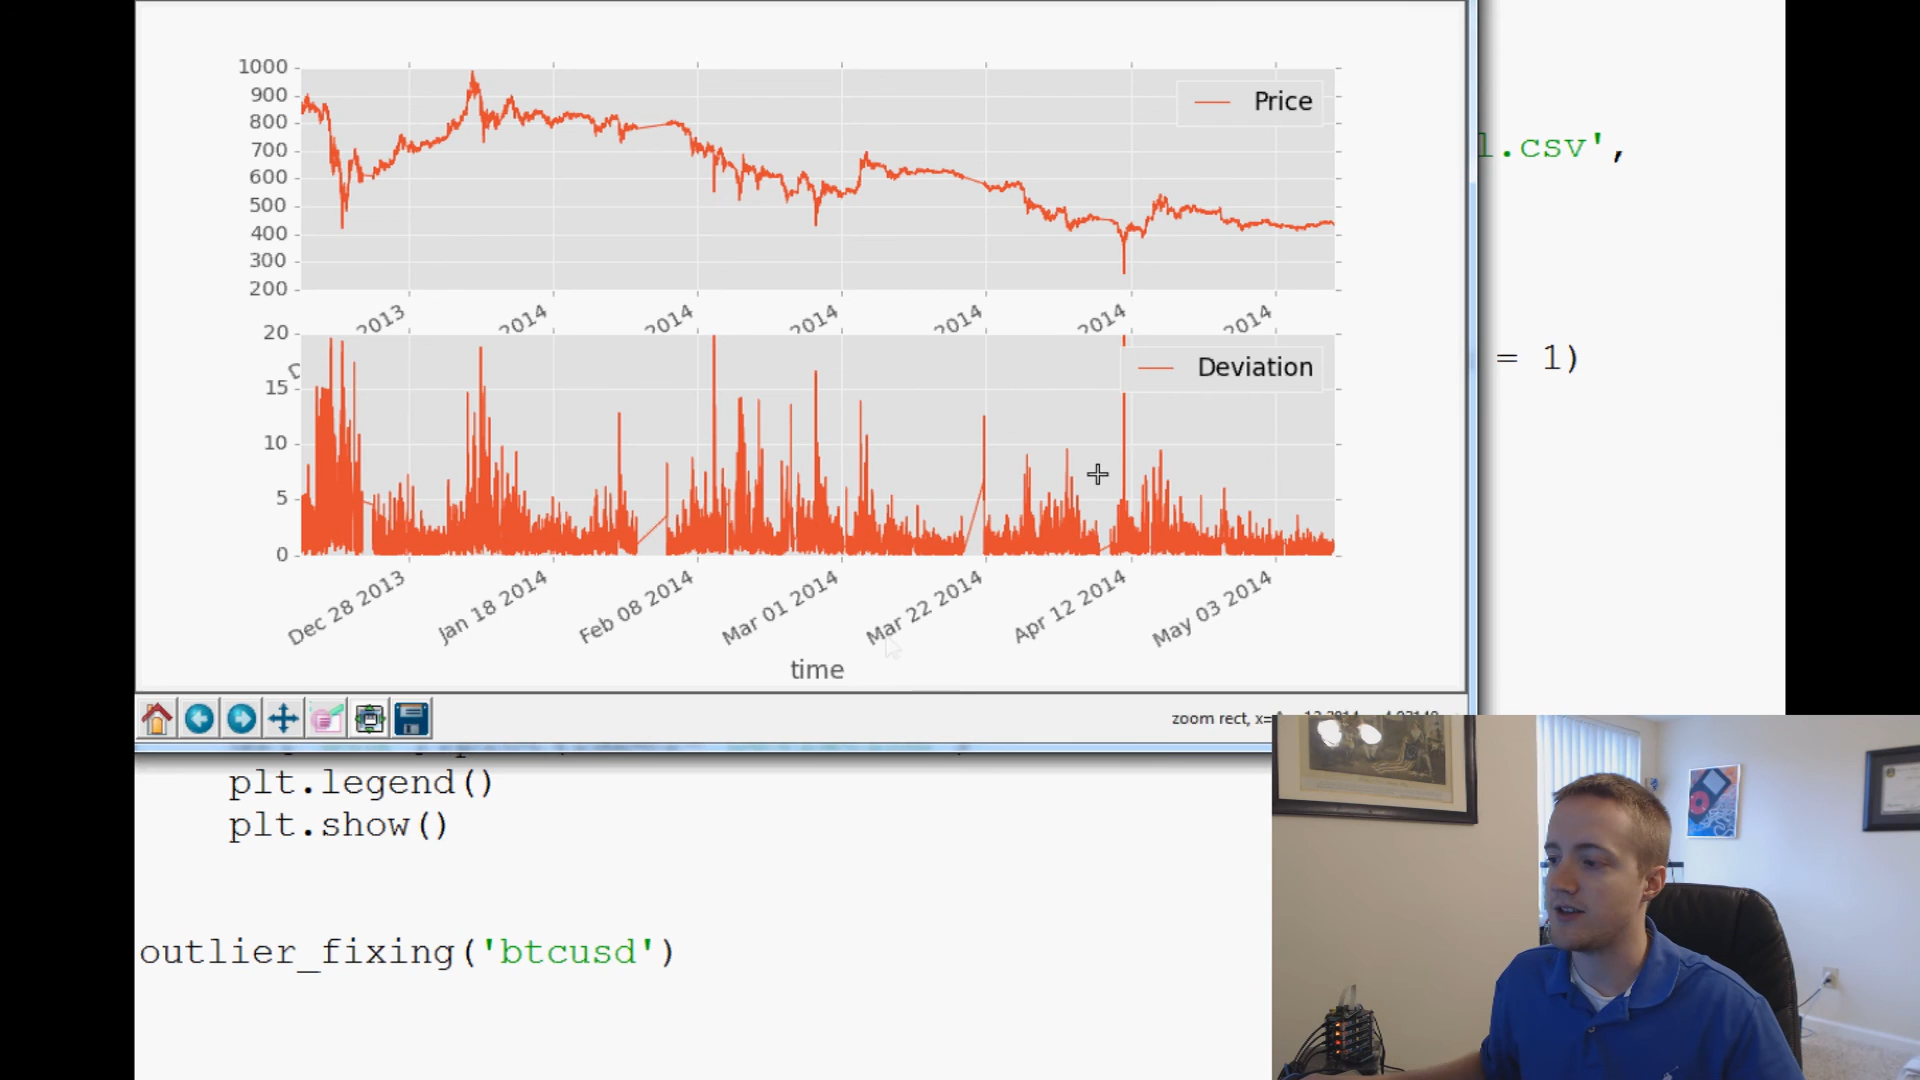 1000
900
800
700
600
500
400
300
200
Price
2013
2014
2014
2014
2014
2014
2014
20
15
10
5
0
Deviation
Dec 28 2013
Jan 18 2014
Feb 08 2014
Mar 01 2014
Mar 22 2014
Apr 12 2014
May 03 2014
time
zoom rect, x=
l.csv',
= 1)
plt.legend()
plt.show()
outlier_fixing('btcusd')